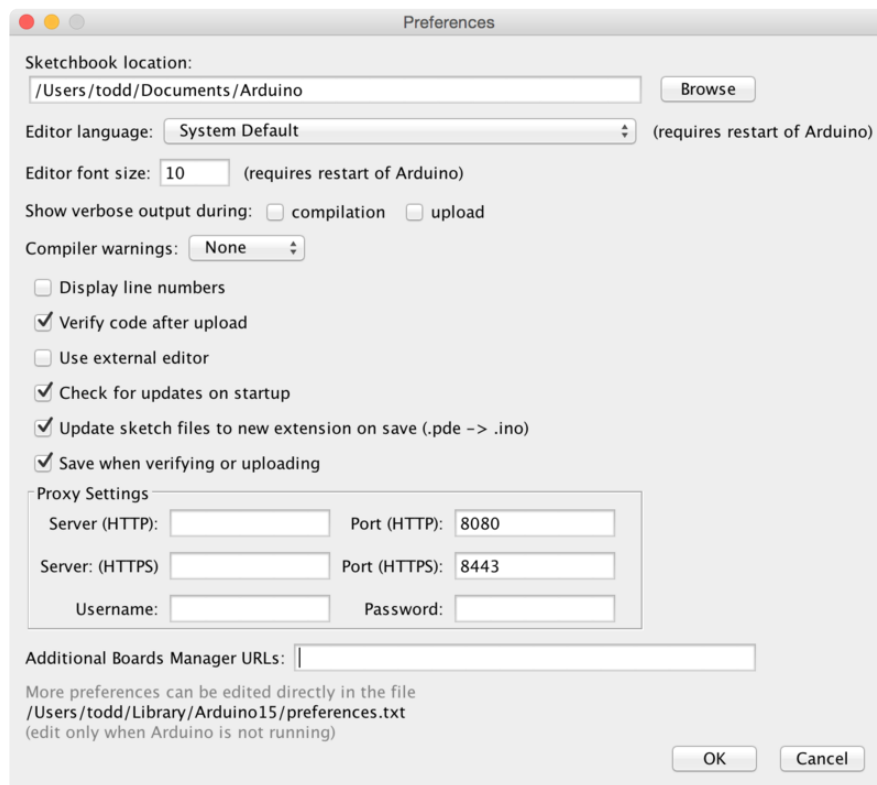 Preferences
Sketchbook location:
/Users/todd/Documents/Arduino
Browse
Editor language: System Default (requires restart of Arduino)
Editor font size: 10 (requires restart of Arduino)
Show verbose output during: compilation upload
Compiler warnings: None
Display line numbers
Verify code after upload
Use external editor
Check for updates on startup
Update sketch files to new extension on save (.pde -> .ino)
Save when verifying or uploading
Proxy Settings
Server (HTTP): Port (HTTP): 8080
Server: (HTTPS) Port (HTTPS): 8443
Username: Password:
Additional Boards Manager URLs:
More preferences can be edited directly in the file
/Users/todd/Library/Arduino15/preferences.txt
(edit only when Arduino is not running)
OK Cancel